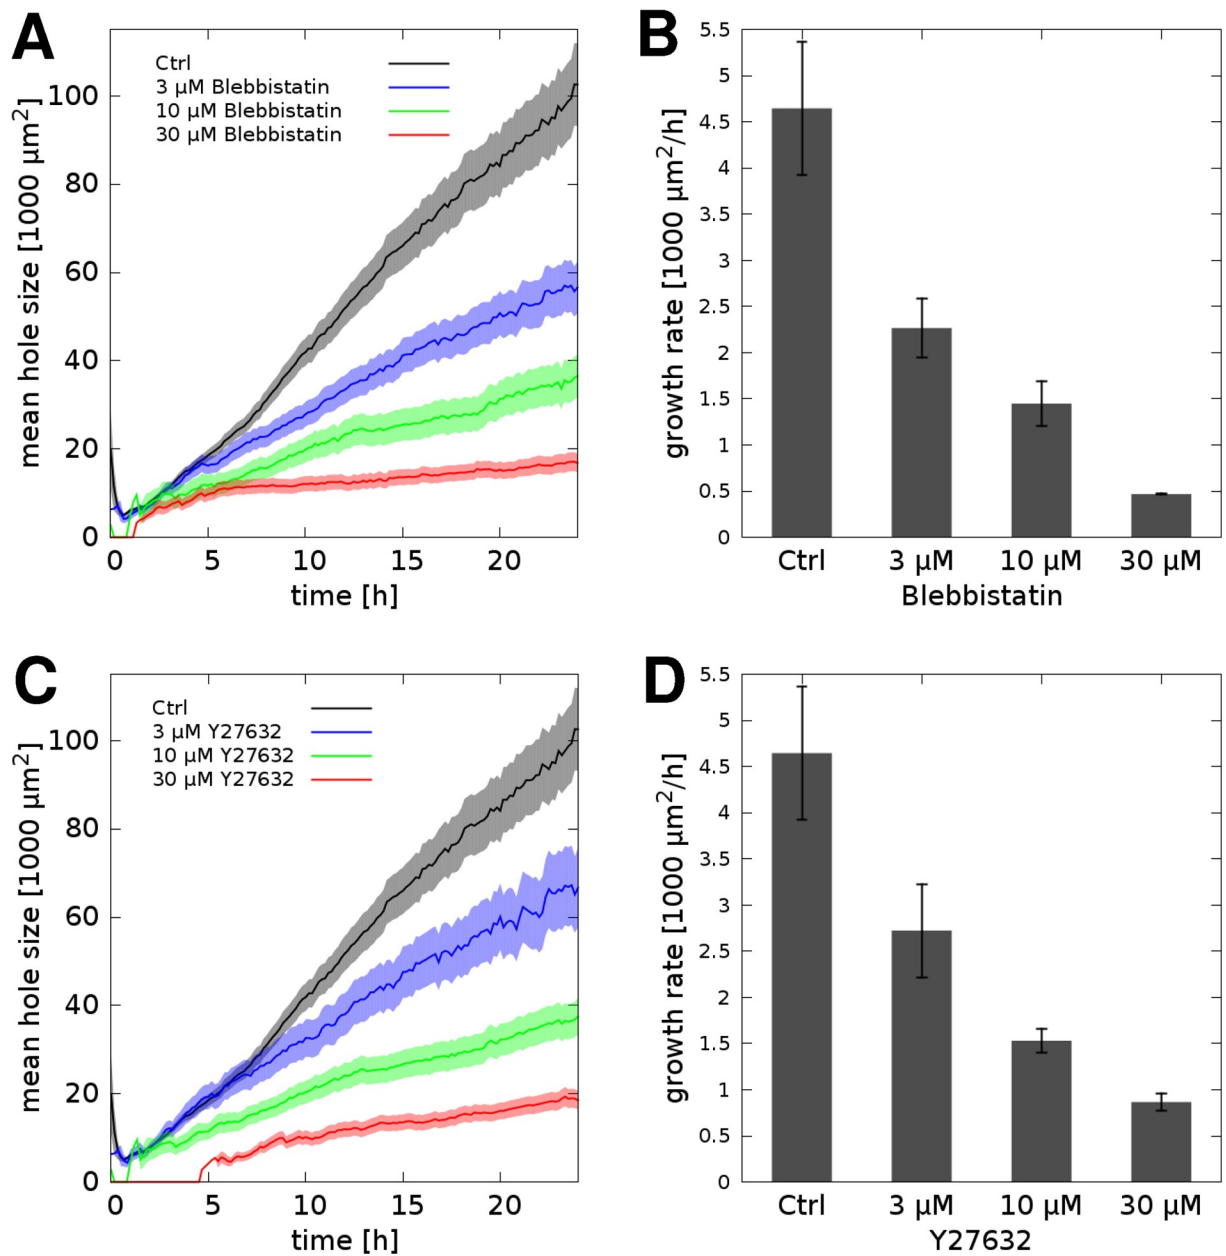 A
Ctrl
3 µM Blebbistatin
10 µM Blebbistatin
30 µM Blebbistatin
mean hole size [1000 µm²]
100
80
60
40
20
0
0 5 10 15 20
time [h]
B
growth rate [1000 µm²/h]
5.5
5
4.5
4
3.5
3
2.5
2
1.5
1
0.5
0
Ctrl 3 µM 10 µM 30 µM
Blebbistatin
C
Ctrl
3 µM Y27632
10 µM Y27632
30 µM Y27632
mean hole size [1000 µm²]
100
80
60
40
20
0
0 5 10 15 20
time [h]
D
growth rate [1000 µm²/h]
5.5
5
4.5
4
3.5
3
2.5
2
1.5
1
0.5
0
Ctrl 3 µM 10 µM 30 µM
Y27632